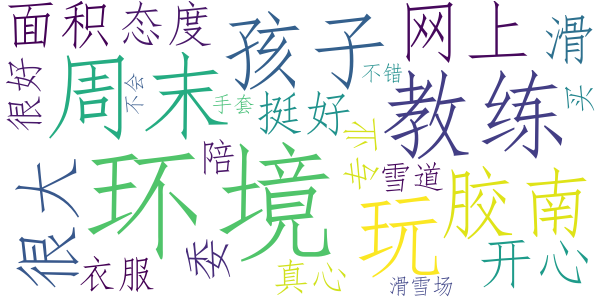 面积
态度
孩子
网上
滑
很好
周末
不会
手套
挺好
不错
教练
买
专业
很大
环境
陪
雪道
玩
胶南
衣服
委
真心
滑雪场
开心